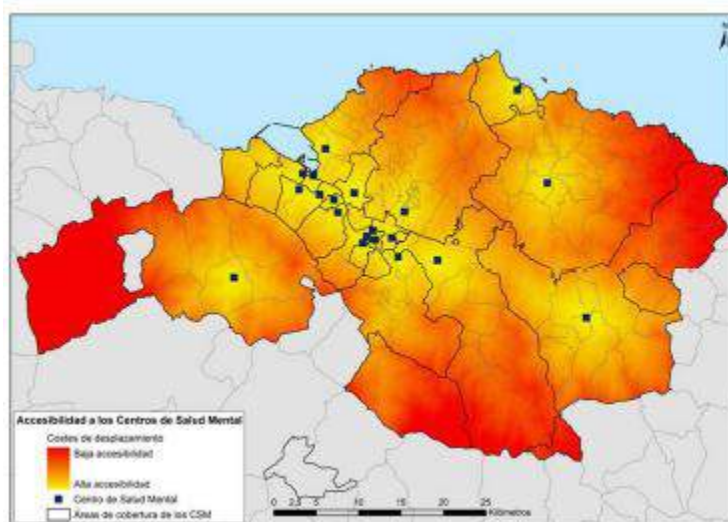 Accesibilidad a los Centros de Salud Mental
Costes de desplazamiento
Baja accesibilidad
Alta accesibilidad
Centro de Salud Mental
Áreas de cobertura de los CSM
0 2,5 5 10 15 20 25
Kilómetros